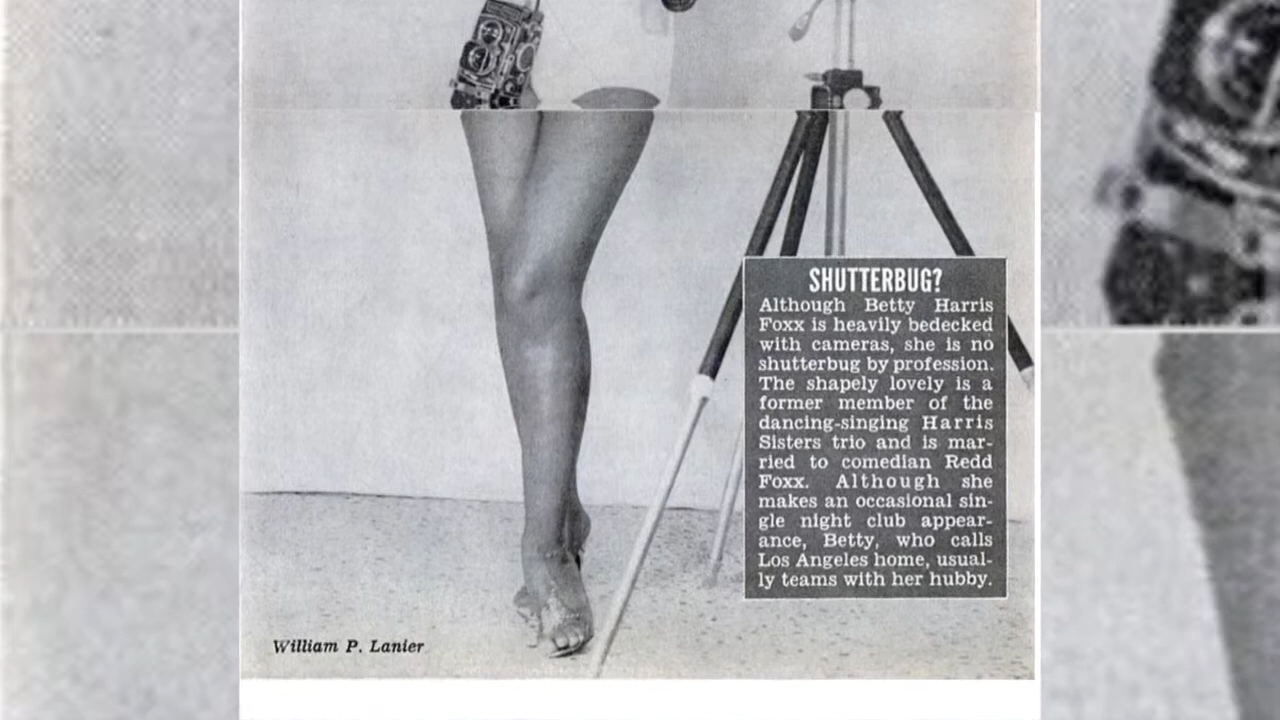 SHUTTERBUG?
Although Betty Harris
Foxx is heavily bedecked
with cameras, she is no
shutterbug by profession.
The shapely lovely is a
former member of the
dancing-singing Harris
Sisters trio and is mar-
ried to comedian Redd
Foxx. Although she
makes an occasional sin-
gle night club appear-
ance, Betty, who calls
Los Angeles home, usual-
ly teams with her hubby.
William P. Lanier